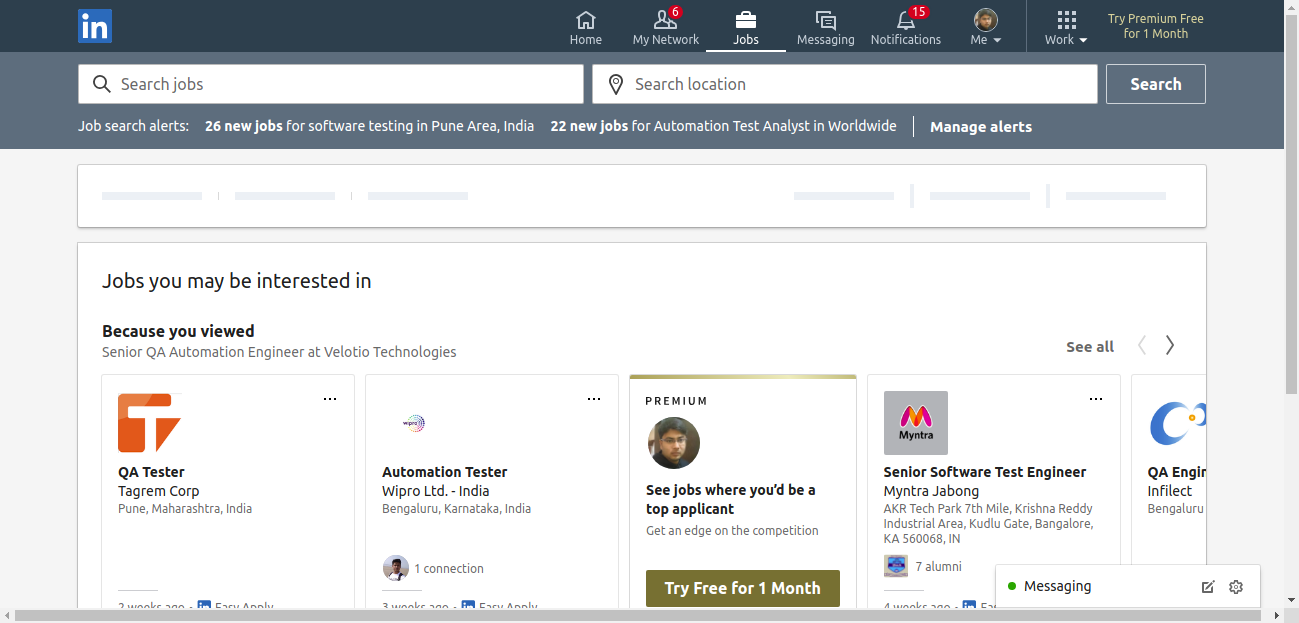 in
6
15
Home
My Network
Jobs
Messaging
Notifications
Me
Work
Try Premium Free
for 1 Month
Search jobs
Search location
Search
Job search alerts: 26 new jobs for software testing in Pune Area, India 22 new jobs for Automation Test Analyst in Worldwide Manage alerts
Jobs you may be interested in
Because you viewed
Senior QA Automation Engineer at Velotio Technologies
See all
QA Tester
Tagrem Corp
Pune, Maharashtra, India
2 weeks ago · in Easy Apply
wipro
Automation Tester
Wipro Ltd. - India
Bengaluru, Karnataka, India
1 connection
3 weeks ago · in Easy Apply
PREMIUM
See jobs where you'd be a
top applicant
Get an edge on the competition
Try Free for 1 Month
Myntra
Senior Software Test Engineer
Myntra Jabong
AKR Tech Park 7th Mile, Krishna Reddy
Industrial Area, Kudlu Gate, Bangalore,
KA 560068, IN
7 alumni
4 weeks ago · in
QA Engin
Infilect
Bengaluru
Messaging